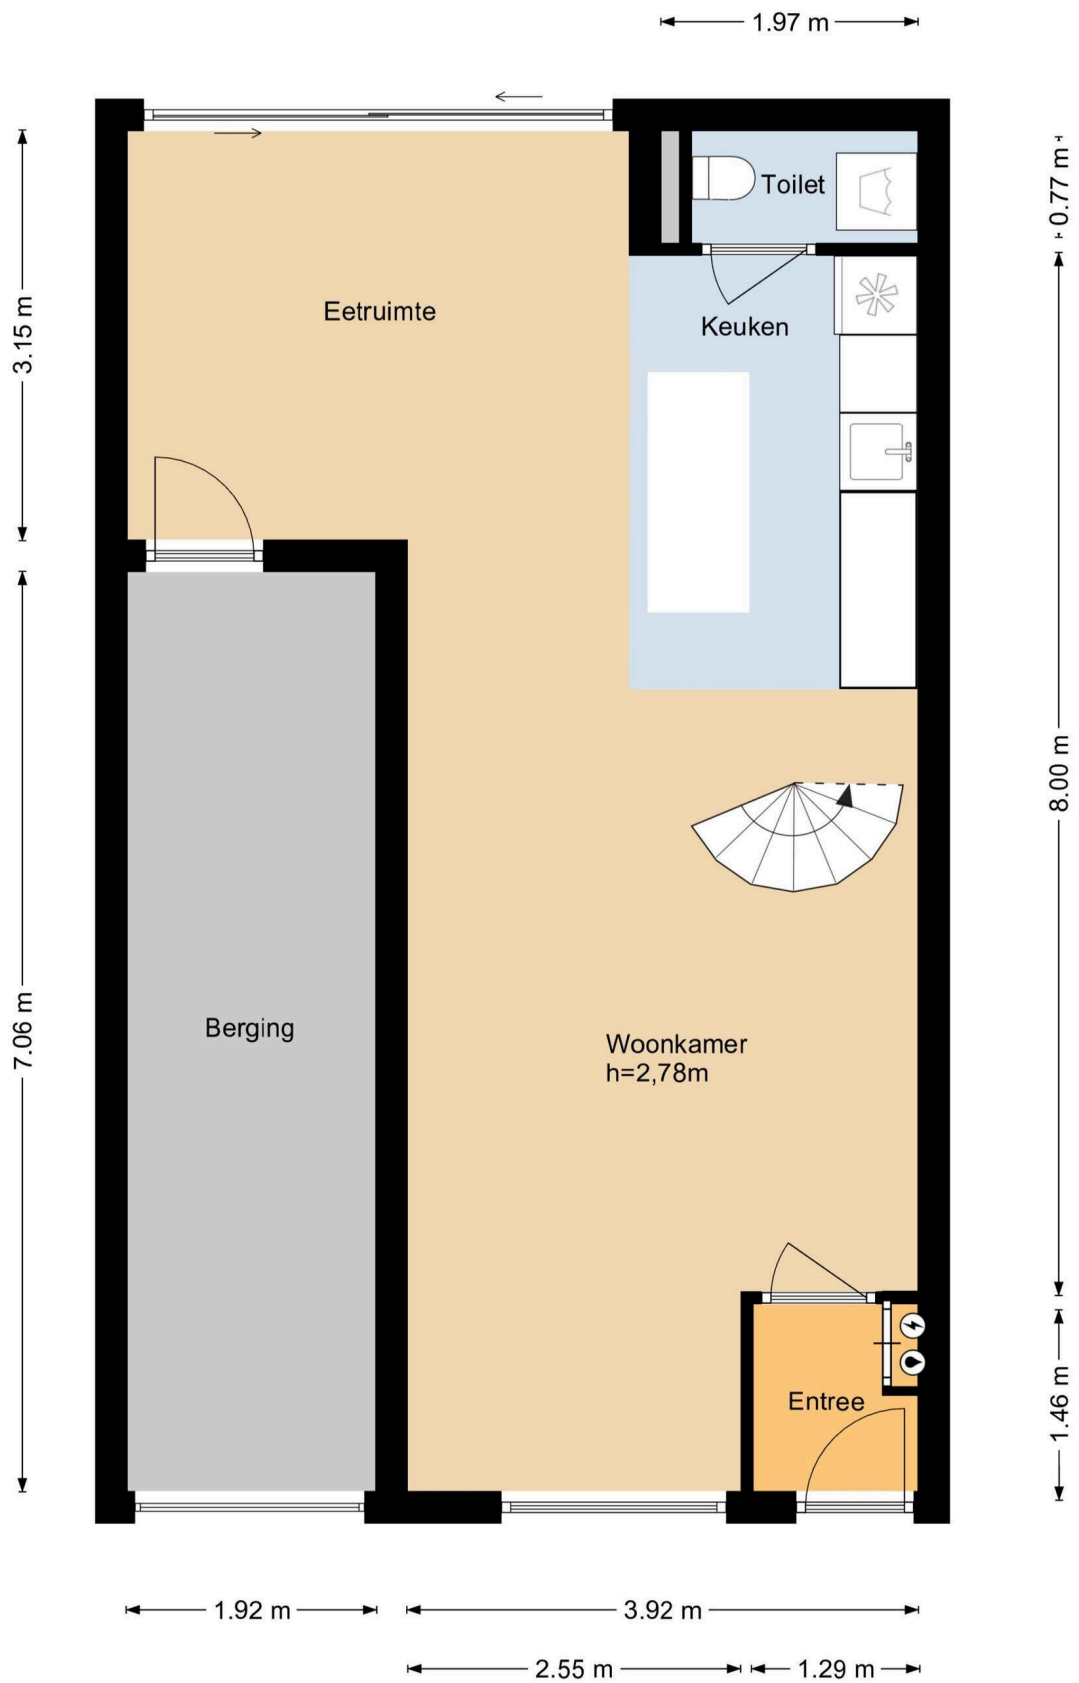 1.97 m
0.77 m
Toilet
3.15 m
Eetruimte
Keuken
8.00 m
7.06 m
Berging
Woonkamer
h=2,78m
Entree
1.46 m
1.92 m
3.92 m
2.55 m
1.29 m